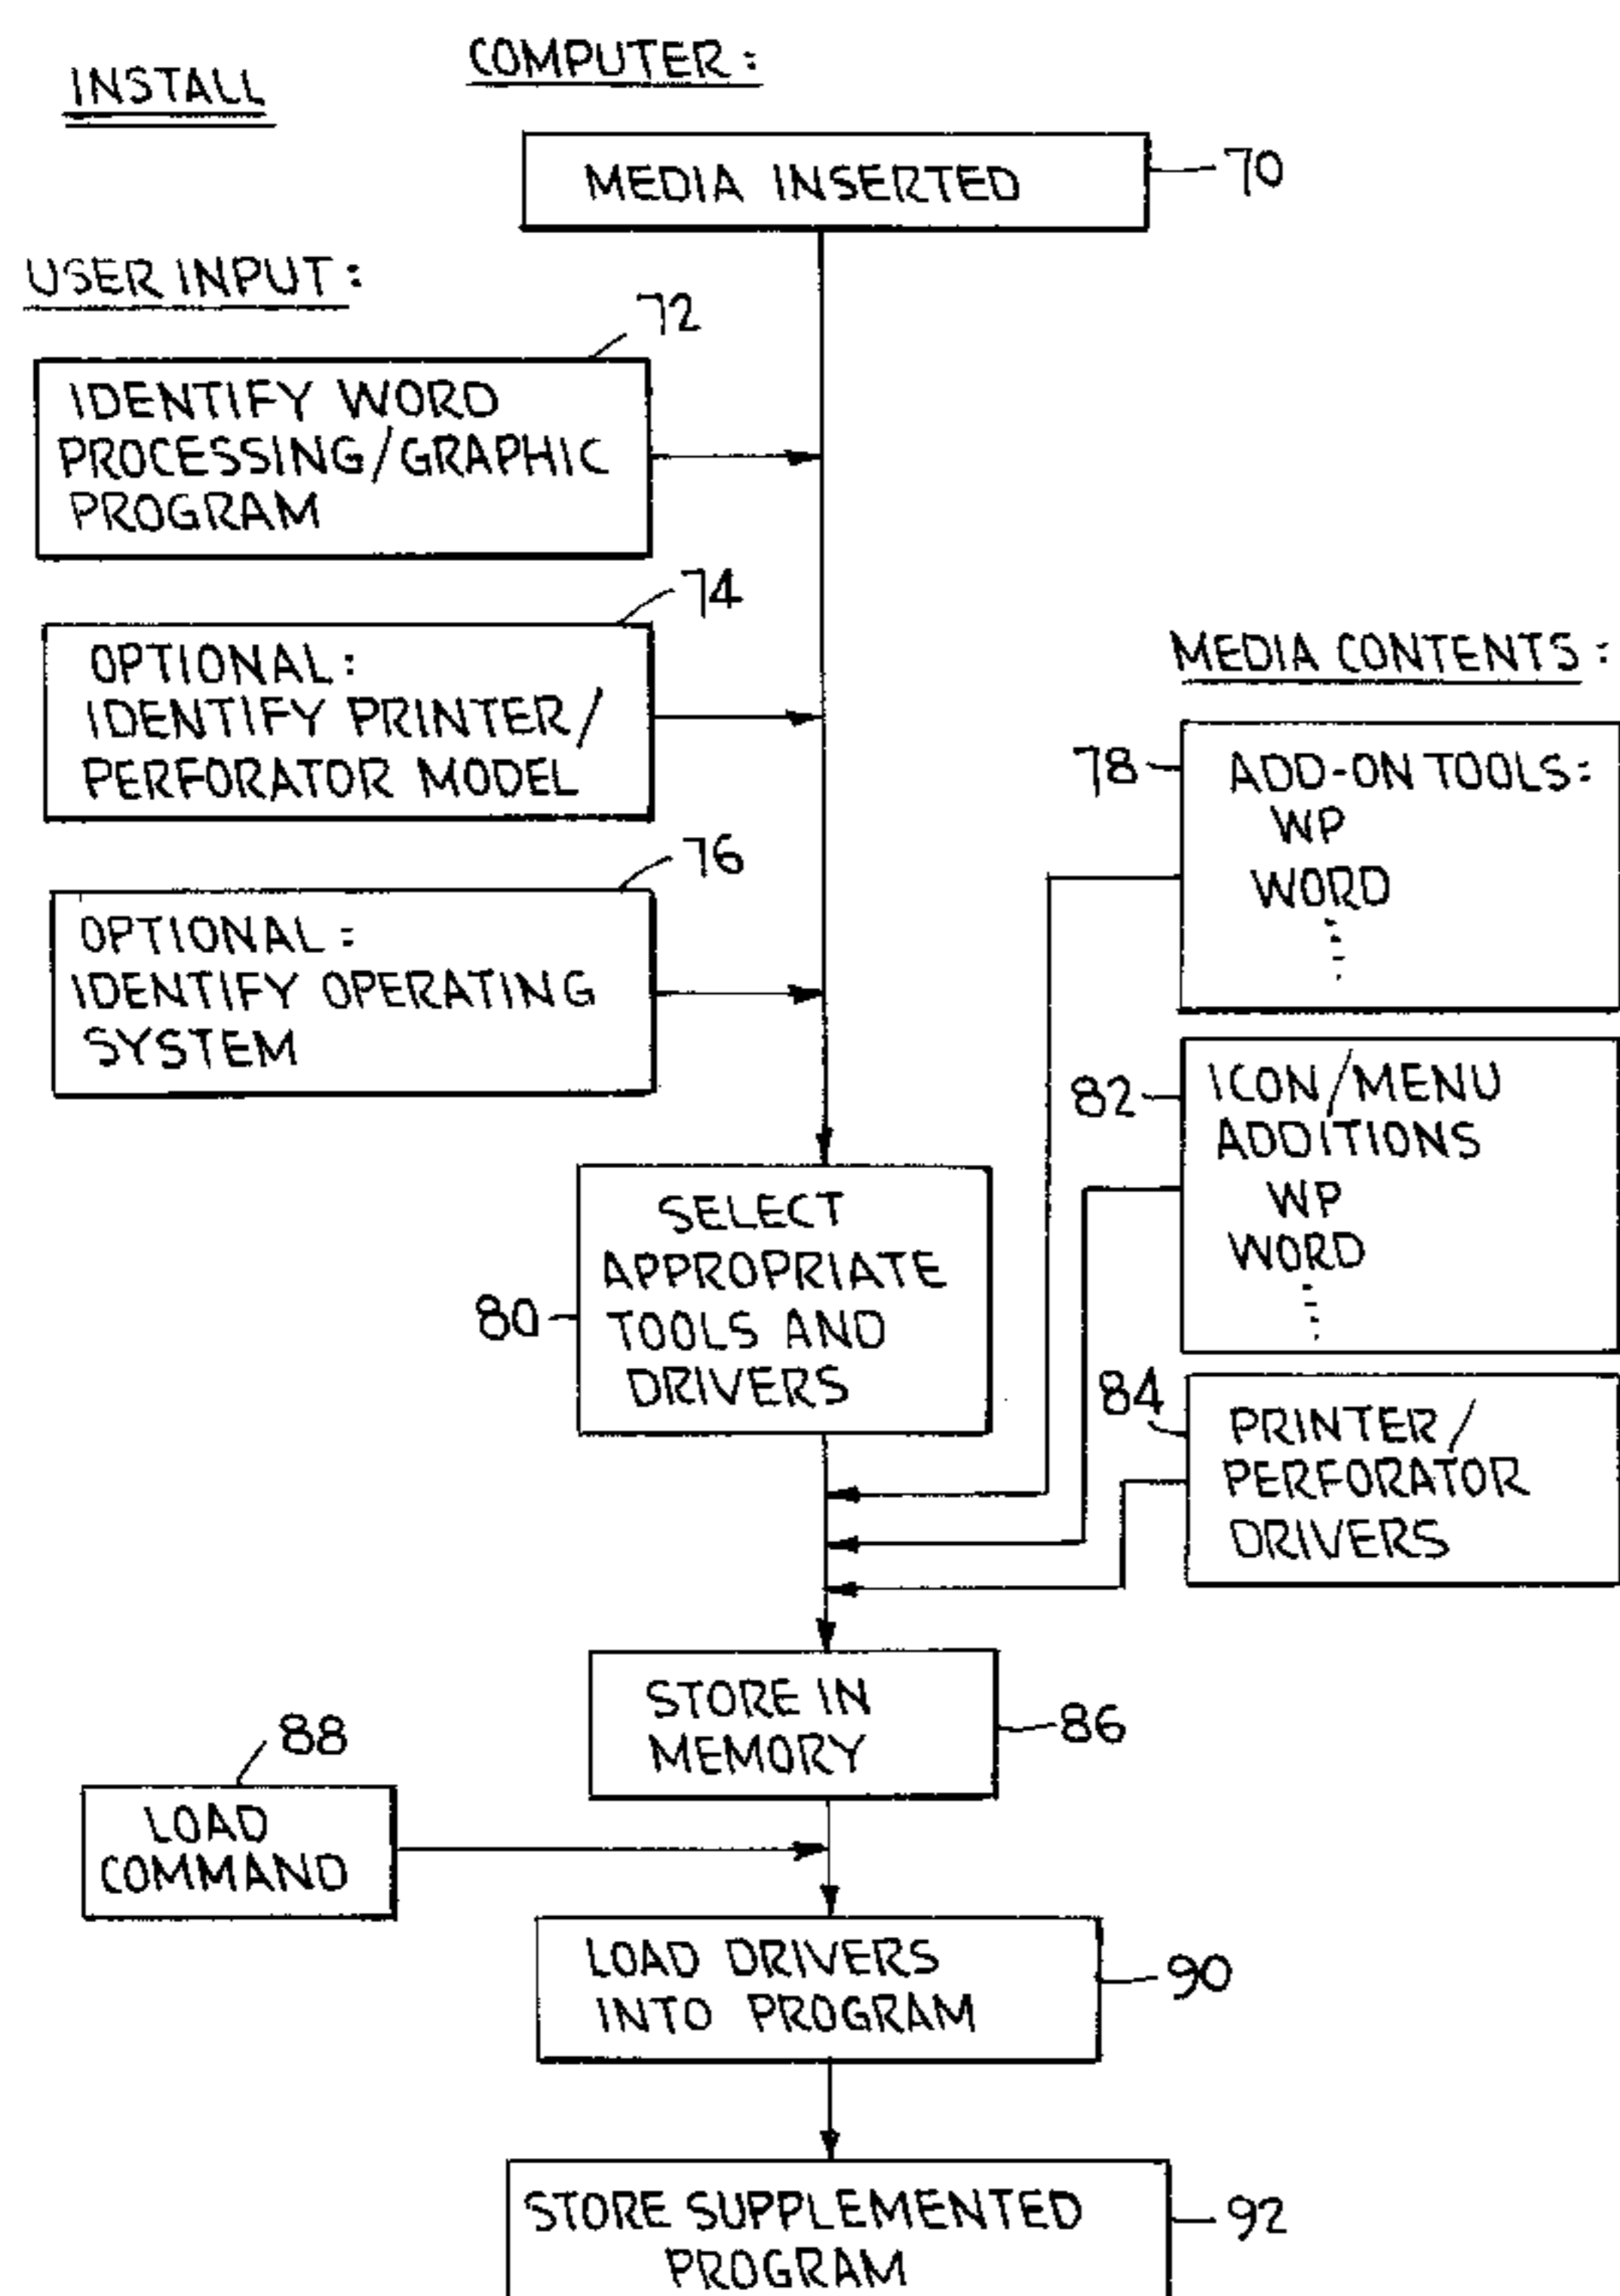 INSTALL
COMPUTER:
MEDIA INSERTED
70
USER INPUT:
72
IDENTIFY WORD
PROCESSING/GRAPHIC
PROGRAM
74
OPTIONAL:
IDENTIFY PRINTER/
PERFORATOR MODEL
76
OPTIONAL:
IDENTIFY OPERATING
SYSTEM
MEDIA CONTENTS:
78
ADD-ON TOOLS:
WP
WORD
82
ICON/MENU
ADDITIONS
WP
WORD
84
PRINTER/
PERFORATOR
DRIVERS
80
SELECT
APPROPRIATE
TOOLS AND
DRIVERS
STORE IN
MEMORY
86
88
LOAD
COMMAND
LOAD DRIVERS
INTO PROGRAM
90
STORE SUPPLEMENTED
PROGRAM
92